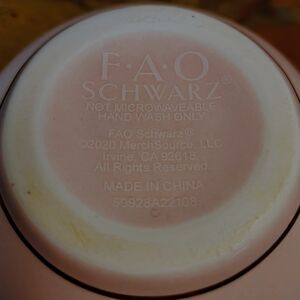 F·A·O
SCHWARZ®
NOT MICROWAVEABLE
HAND WASH ONLY
FAO Schwarz®
©2020 MerchSource, LLC
Irvine, CA 92618.
All Rights Reserved.
MADE IN CHINA
59928A22108